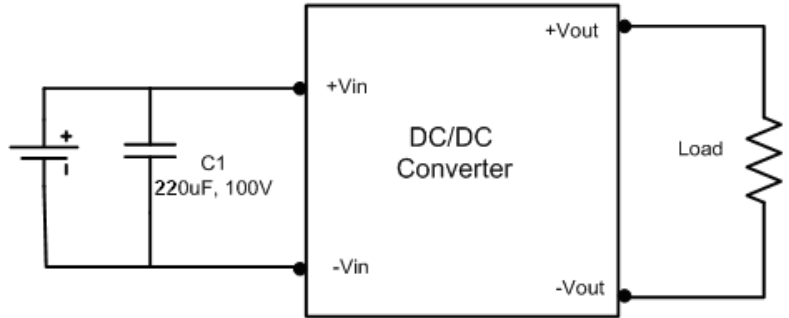 +Vout
+Vin
DC/DC
Converter
Load
+
-
C1
220uF, 100V
-Vin
-Vout